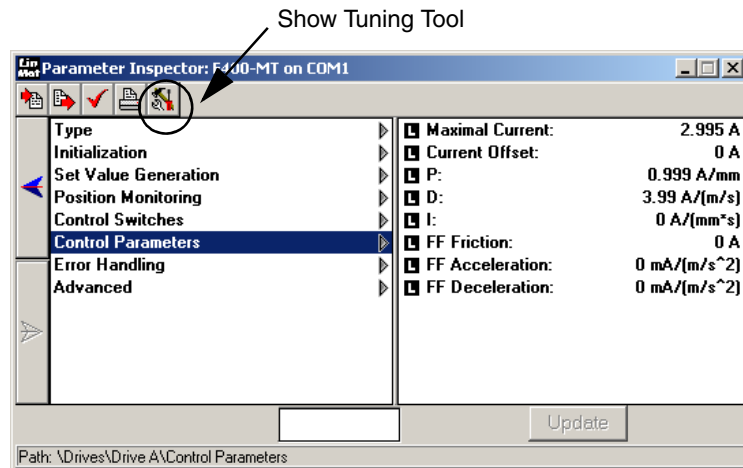 Show Tuning Tool
Lin
Mot
Parameter Inspector: E400-MT on COM1
Type
Initialization
Set Value Generation
Position Monitoring
Control Switches
Control Parameters
Error Handling
Advanced
L Maximal Current: 2.995 A
L Current Offset: 0 A
L P: 0.999 A/mm
L D: 3.99 A/(m/s)
L I: 0 A/(mm*s)
L FF Friction: 0 A
L FF Acceleration: 0 mA/(m/s^2)
L FF Deceleration: 0 mA/(m/s^2)
Update
Path: \Drives\Drive A\Control Parameters